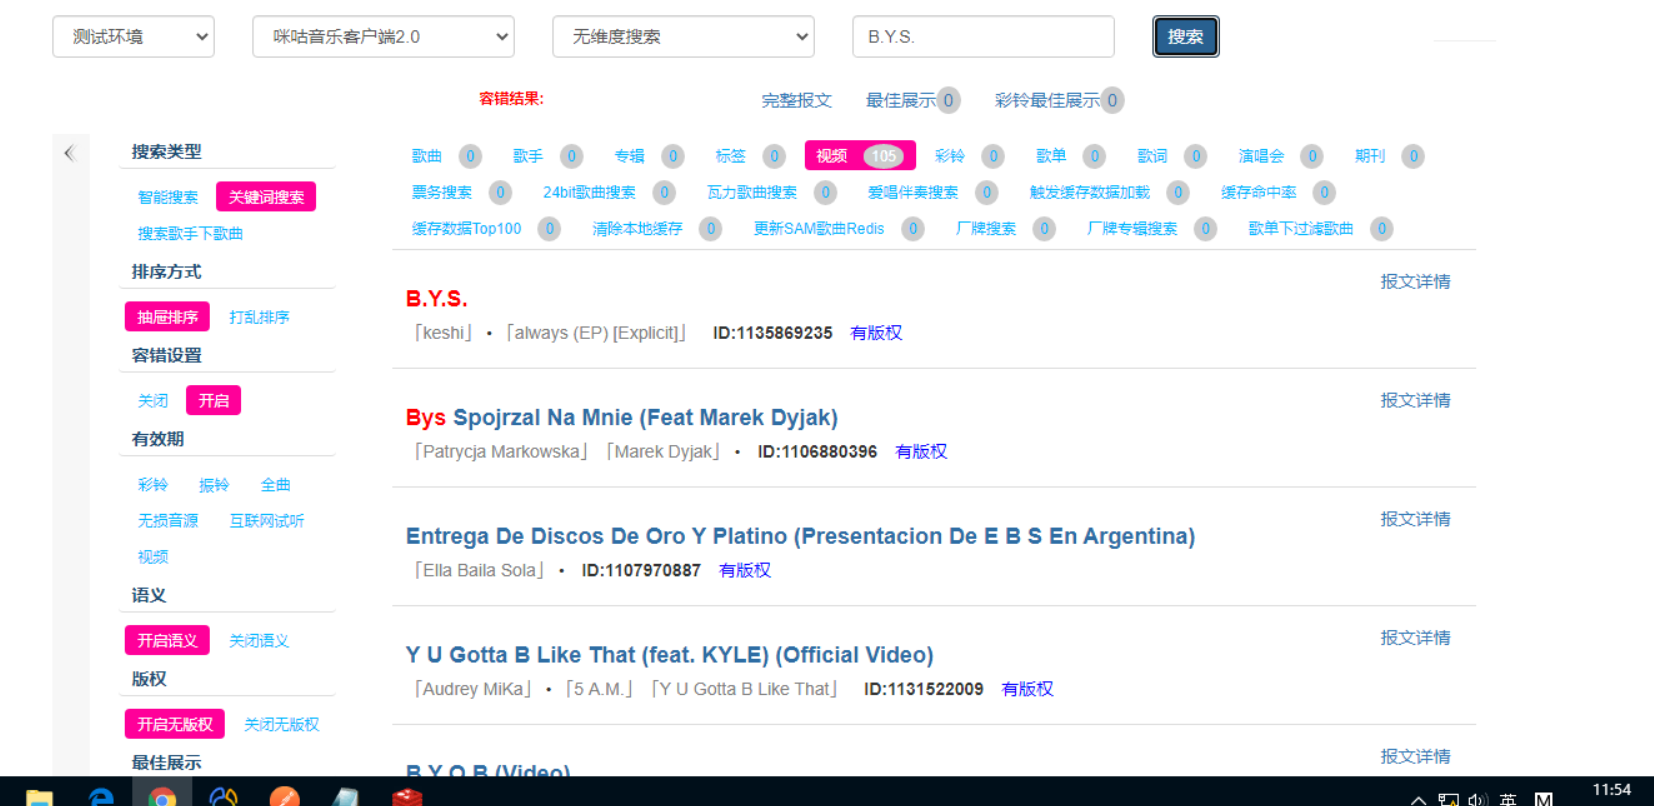 测试环境 咪咕音乐客户端2.0 无维度搜索 B.Y.S. 搜索
容错结果: 完整报文 最佳展示 0 彩铃最佳展示 0
搜索类型
智能搜索 关键词搜索
搜索歌手下歌曲
排序方式
抽屉排序 打乱排序
容错设置
关闭 开启
有效期
彩铃 振铃 全曲
无损音源 互联网试听
视频
语义
开启语义 关闭语义
版权
开启无版权 关闭无版权
最佳展示
歌曲 0 歌手 0 专辑 0 标签 0 视频 105 彩铃 0 歌单 0 歌词 0 演唱会 0 期刊 0
票务搜索 0 24bit歌曲搜索 0 瓦力歌曲搜索 0 爱唱伴奏搜索 0 触发缓存数据加载 0 缓存命中率 0
缓存数据Top100 0 清除本地缓存 0 更新SAM歌曲Redis 0 厂牌搜索 0 厂牌专辑搜索 0 歌单下过滤歌曲 0
报文详情
B.Y.S.
「keshi」 • 「always (EP) [Explicit]」 ID:1135869235 有版权
报文详情
Bys Spojrzal Na Mnie (Feat Marek Dyjak)
「Patrycja Markowska」 「Marek Dyjak」 • ID:1106880396 有版权
报文详情
Entrega De Discos De Oro Y Platino (Presentacion De E B S En Argentina)
「Ella Baila Sola」 • ID:1107970887 有版权
报文详情
Y U Gotta B Like That (feat. KYLE) (Official Video)
「Audrey MiKa」 • 「5 A.M.」 「Y U Gotta B Like That」 ID:1131522009 有版权
报文详情
B.Y.O.B (Video)
11:54
英 M